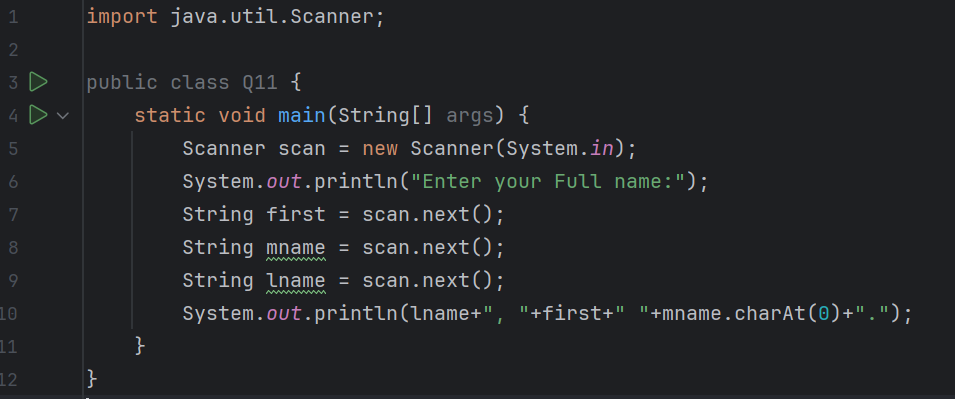 1 import java.util.Scanner;
2
3 public class Q11 {
4 static void main(String[] args) {
5 Scanner scan = new Scanner(System.in);
6 System.out.println("Enter your Full name:");
7 String first = scan.next();
8 String mname = scan.next();
9 String lname = scan.next();
10 System.out.println(lname+", "+first+" "+mname.charAt(0)+".");
11 }
12 }